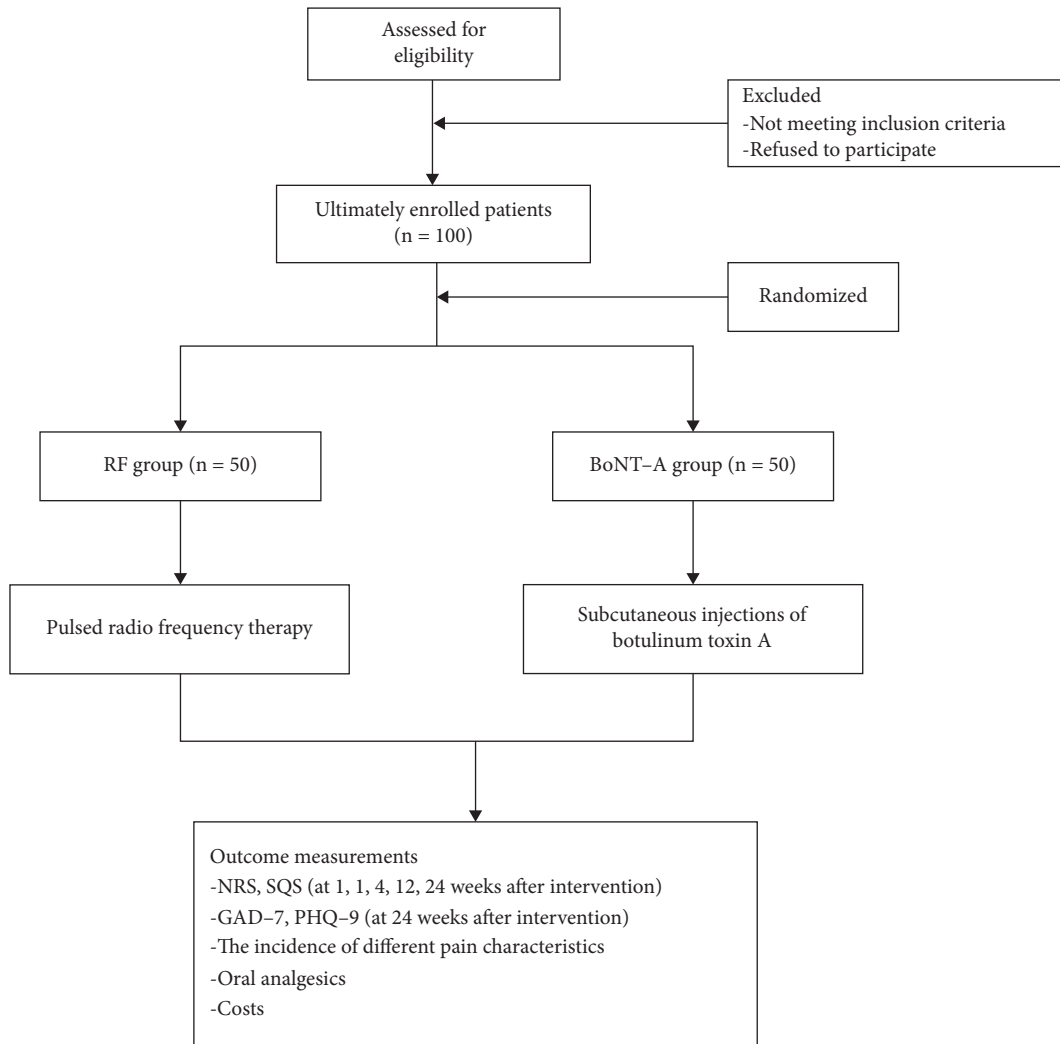 Assessed for
eligibility
Excluded
-Not meeting inclusion criteria
-Refused to participate
Ultimately enrolled patients
(n = 100)
Randomized
RF group (n = 50)
BoNT–A group (n = 50)
Pulsed radio frequency therapy
Subcutaneous injections of
botulinum toxin A
Outcome measurements
-NRS, SQS (at 1, 1, 4, 12, 24 weeks after intervention)
-GAD–7, PHQ–9 (at 24 weeks after intervention)
-The incidence of different pain characteristics
-Oral analgesics
-Costs